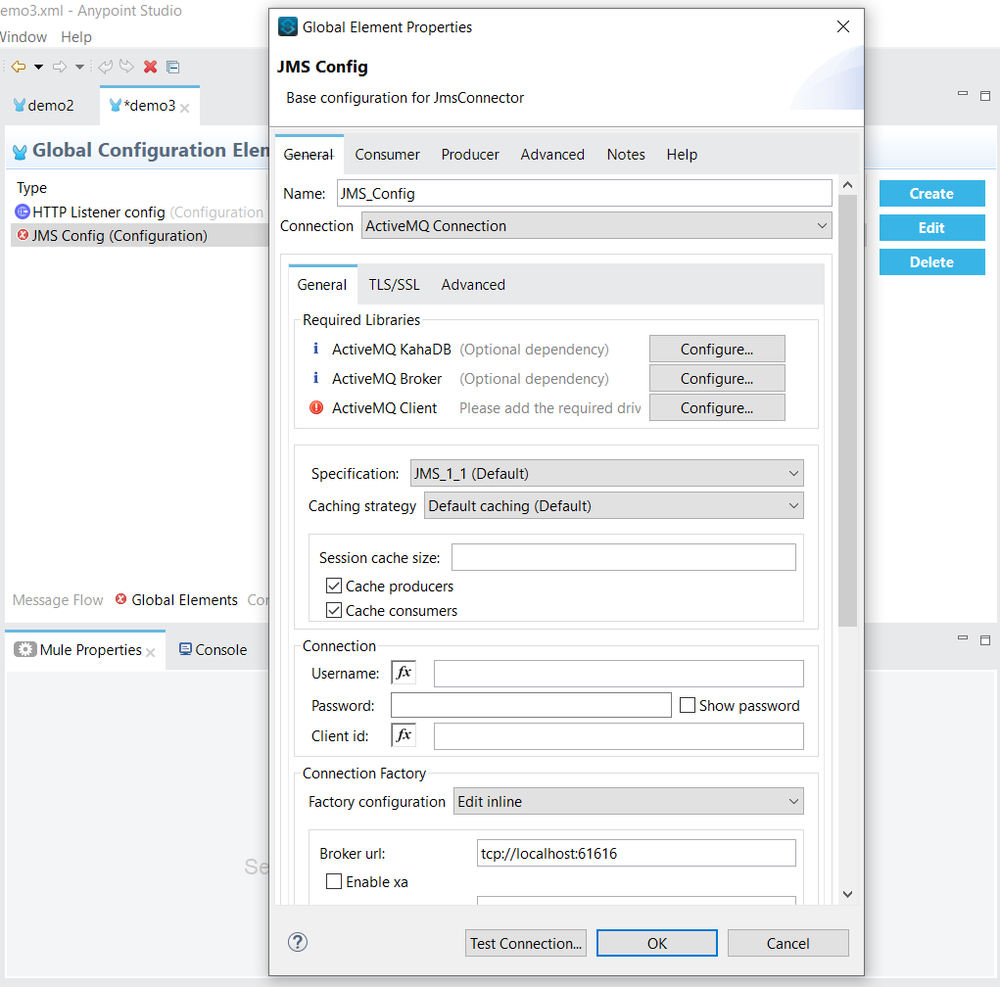 emo3.xml - Anypoint Studio
Window Help
demo2
*demo3
Global Configuration Elem
Type
HTTP Listener config (Configuration
JMS Config (Configuration)
Create
Edit
Delete
Message Flow Global Elements Con
Mule Properties Console
Se
Global Element Properties
JMS Config
Base configuration for JmsConnector
General Consumer Producer Advanced Notes Help
Name: JMS_Config
Connection ActiveMQ Connection
General TLS/SSL Advanced
Required Libraries
i ActiveMQ KahaDB (Optional dependency) Configure...
i ActiveMQ Broker (Optional dependency) Configure...
! ActiveMQ Client Please add the required driv Configure...
Specification: JMS_1_1 (Default)
Caching strategy Default caching (Default)
Session cache size:
Cache producers
Cache consumers
Connection
Username: fx
Password: Show password
Client id: fx
Connection Factory
Factory configuration Edit inline
Broker url: tcp://localhost:61616
Enable xa
? Test Connection... OK Cancel